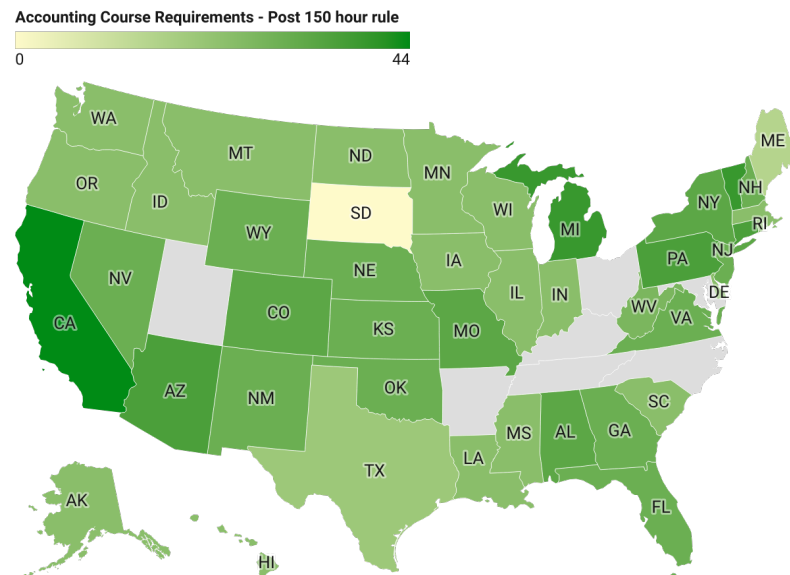 Accounting Course Requirements - Post 150 hour rule
0 44
WA
ME
MT
ND
MN
OR
ID
SD
WI
NY
NH
RI
MI
WY
NJ
IA
PA
NE
NV
IL
IN
DE
CO
WV
VA
CA
KS
MO
AZ
NM
OK
SC
MS
AL
GA
LA
TX
AK
FL
HI